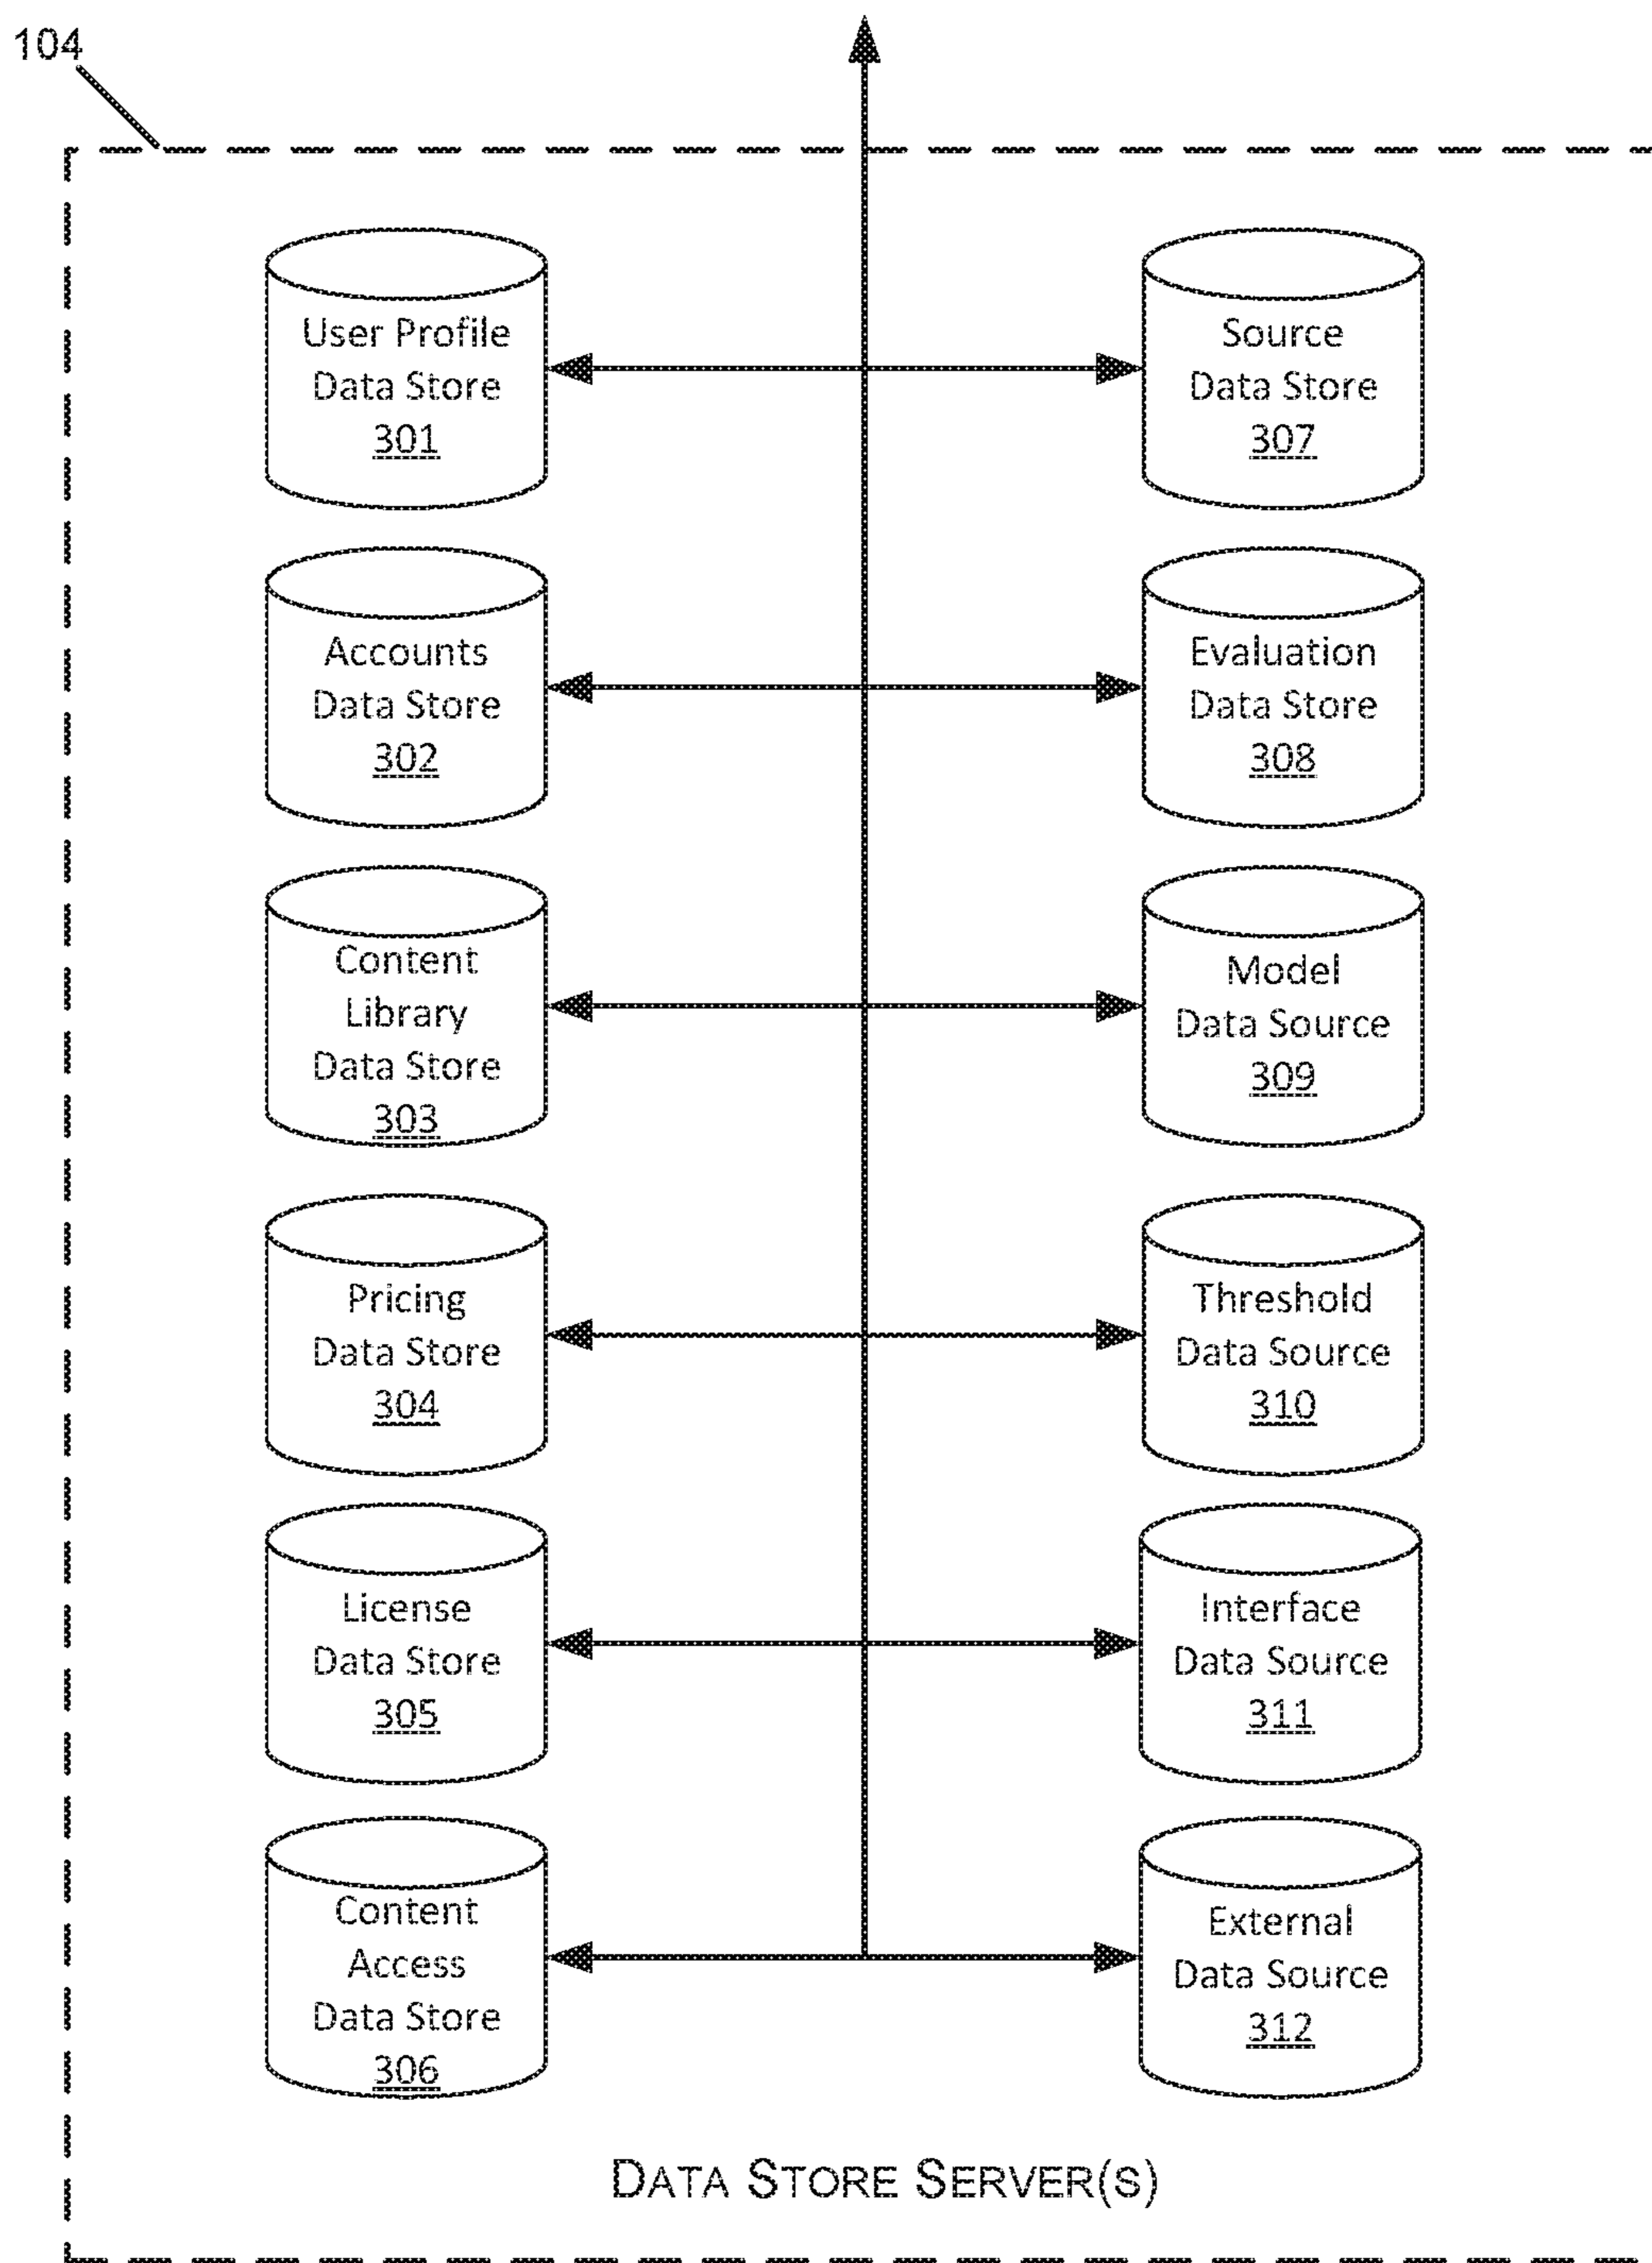 104
User Profile
Data Store
301
Source
Data Store
307
Accounts
Data Store
302
Evaluation
Data Store
308
Content
Library
Data Store
303
Model
Data Source
309
Pricing
Data Store
304
Threshold
Data Source
310
License
Data Store
305
Interface
Data Source
311
Content
Access
Data Store
306
External
Data Source
312
DATA STORE SERVER(S)